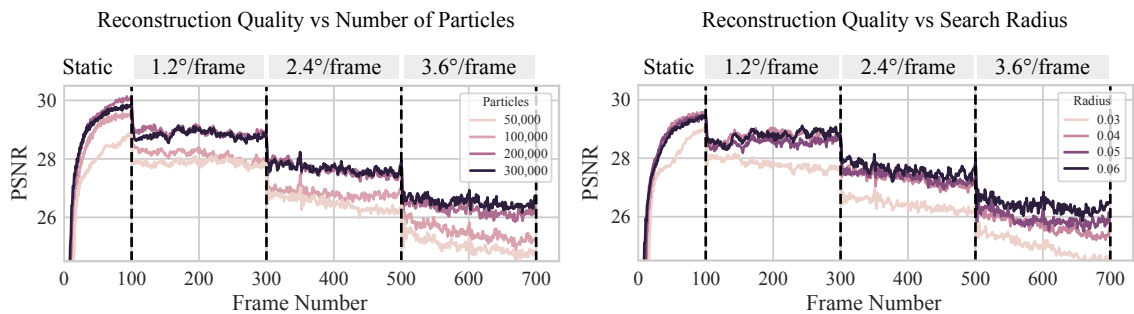 Reconstruction Quality vs Number of Particles
Static 1.2°/frame 2.4°/frame 3.6°/frame
30
28
26
PSNR
Particles
50,000
100,000
200,000
300,000
0 100 200 300 400 500 600 700
Frame Number
Reconstruction Quality vs Search Radius
Static 1.2°/frame 2.4°/frame 3.6°/frame
30
28
26
PSNR
Radius
0.03
0.04
0.05
0.06
0 100 200 300 400 500 600 700
Frame Number